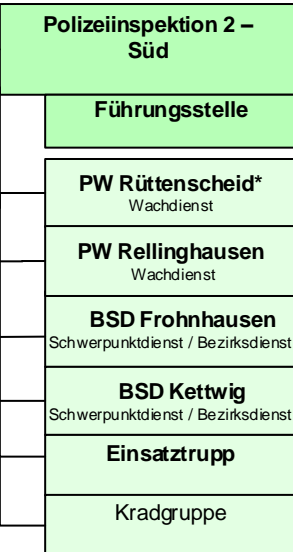 Polizeiinspektion 2 –
Süd
Führungsstelle
PW Rüttenscheid*
Wachdienst
PW Rellinghausen
Wachdienst
BSD Frohnhausen
Schwerpunktdienst / Bezirksdienst
BSD Kettwig
Schwerpunktdienst / Bezirksdienst
Einsatztrupp
Kradgruppe